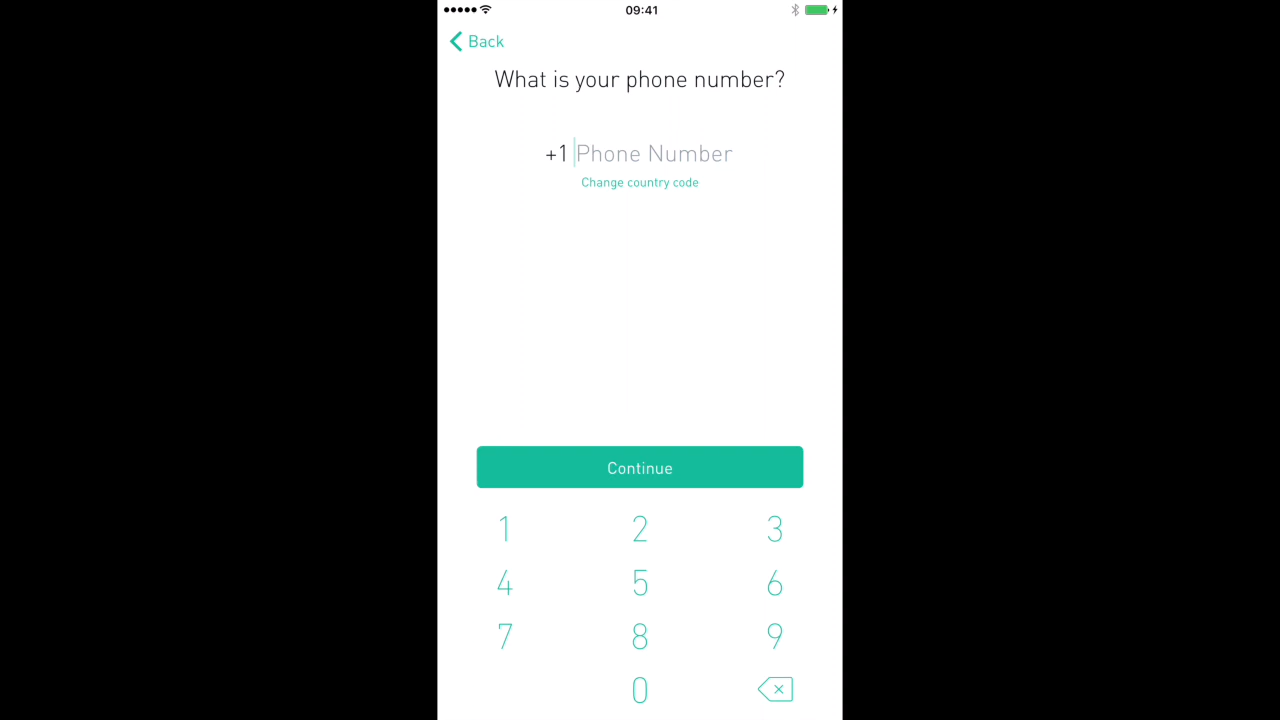 09:41
Back
What is your phone number?
+1 Phone Number
Change country code
Continue
1 2 3
4 5 6
7 8 9
0